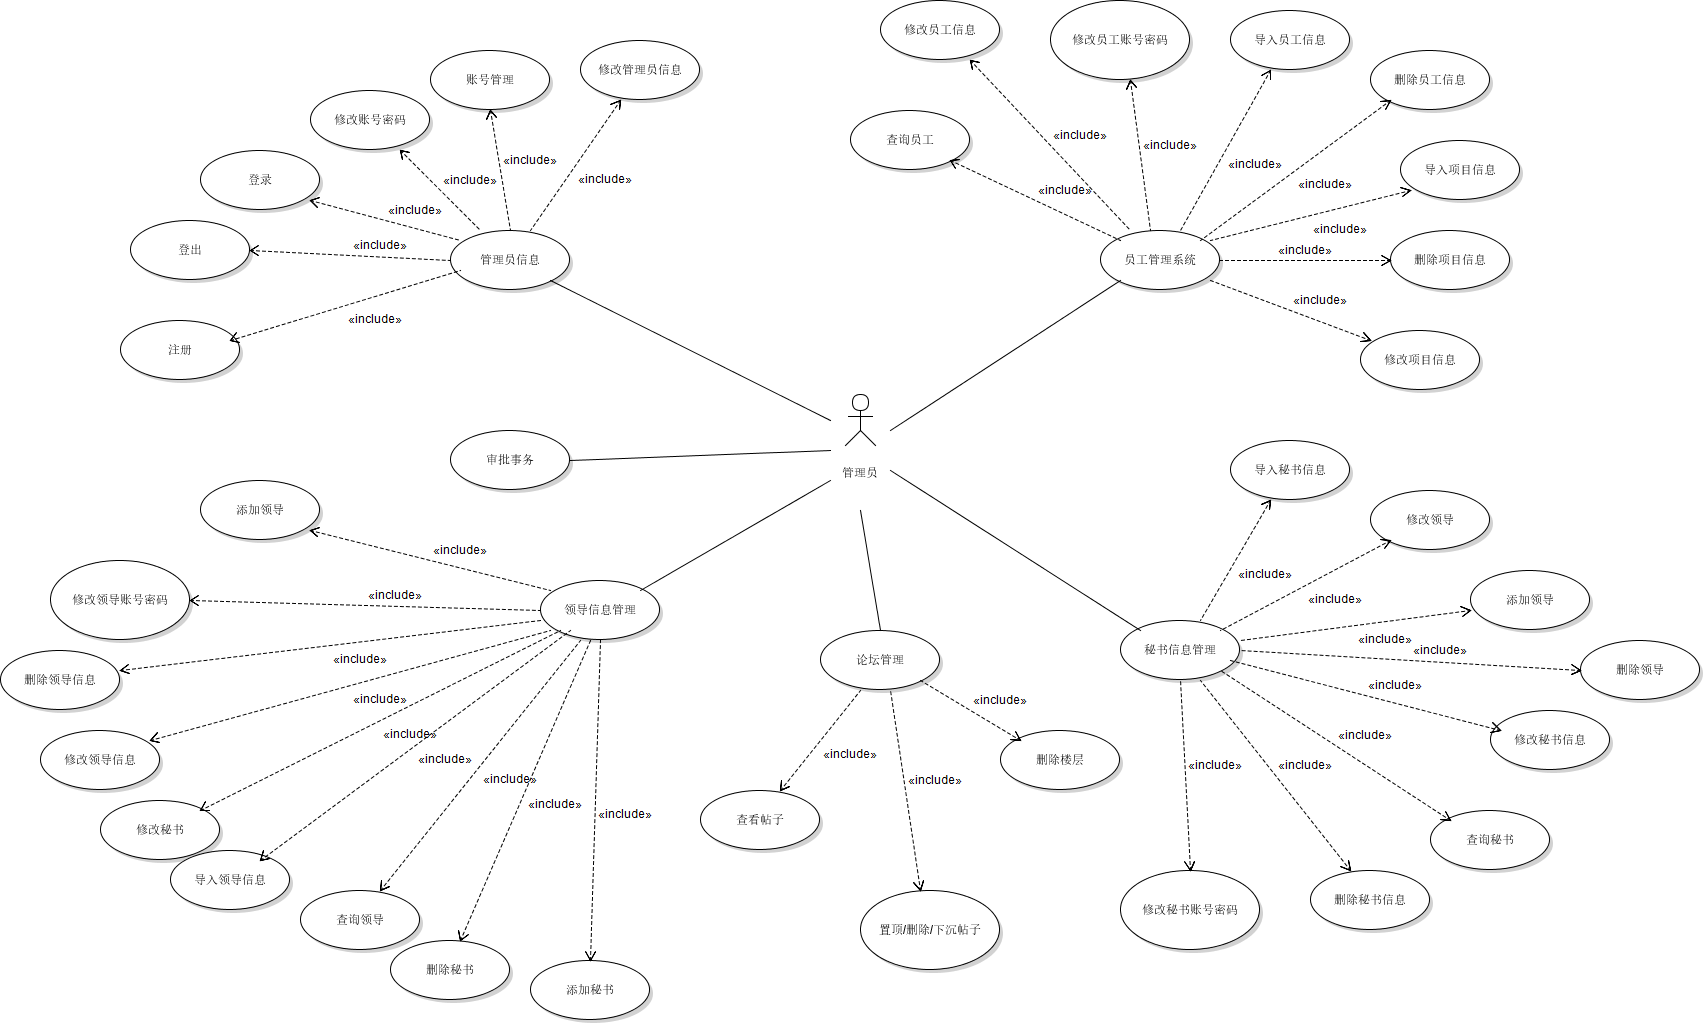 修改员工信息
修改员工账号密码
导入员工信息
账号管理
修改管理员信息
删除员工信息
修改账号密码
查询员工
«include»
«include»
«include»
«include»
导入项目信息
登录
«include»
«include»
«include»
«include»
«include»
«include»
登出
«include»
管理员信息
员工管理系统
«include»
«include»
删除项目信息
注册
«include»
«include»
修改项目信息
审批事务
管理员
导入秘书信息
添加领导
«include»
修改领导
修改领导账号密码
«include»
领导信息管理
«include»
«include»
添加领导
删除领导信息
«include»
论坛管理
秘书信息管理
«include»
«include»
删除领导
«include»
«include»
«include»
修改领导信息
«include»
«include»
«include»
删除楼层
«include»
修改秘书信息
«include»
«include»
«include»
«include»
«include»
«include»
修改秘书
«include»
查看帖子
查询秘书
导入领导信息
查询领导
置顶/删除/下沉帖子
修改秘书账号密码
删除秘书信息
删除秘书
添加秘书